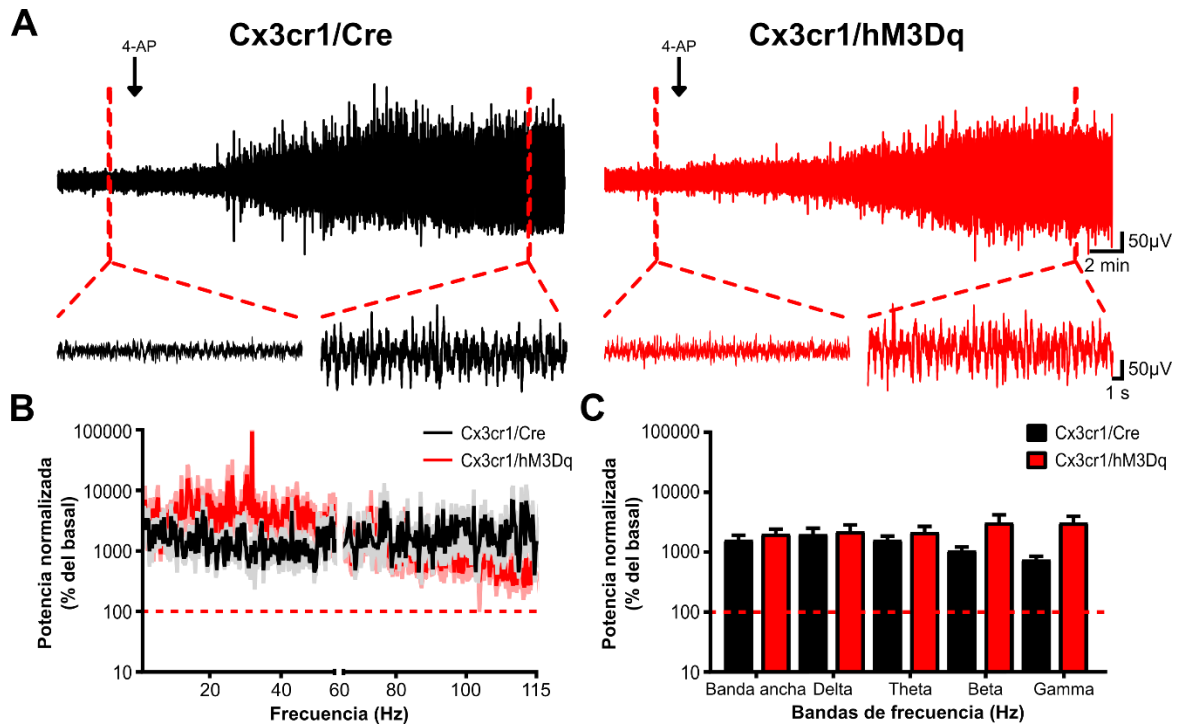 A
Cx3cr1/Cre
Cx3cr1/hM3Dq
4-AP
4-AP
50µV
2 min
50µV
1 s
B
Potencia normalizada
(% del basal)
100000
10000
1000
100
10
20
40
60
80
100
115
Frecuencia (Hz)
Cx3cr1/Cre
Cx3cr1/hM3Dq
C
Potencia normalizada
(% del basal)
100000
10000
1000
100
10
Banda ancha
Delta
Theta
Beta
Gamma
Bandas de frecuencia (Hz)
Cx3cr1/Cre
Cx3cr1/hM3Dq